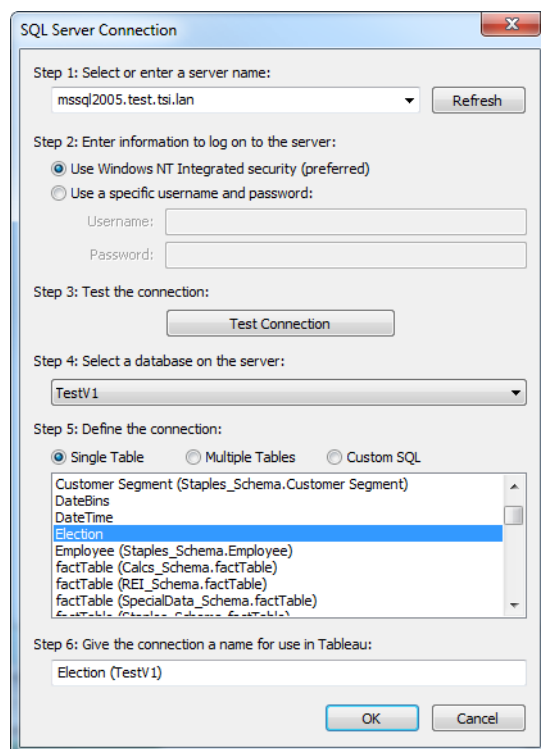 SQL Server Connection
Step 1: Select or enter a server name:
mssql2005.test.tsi.lan
Refresh
Step 2: Enter information to log on to the server:
Use Windows NT Integrated security (preferred)
Use a specific username and password:
Username:
Password:
Step 3: Test the connection:
Test Connection
Step 4: Select a database on the server:
TestV1
Step 5: Define the connection:
Single Table Multiple Tables Custom SQL
Customer Segment (Staples_Schema.Customer Segment)
DateBins
DateTime
Election
Employee (Staples_Schema.Employee)
factTable (Calcs_Schema.factTable)
factTable (REI_Schema.factTable)
factTable (SpecialData_Schema.factTable)
factTable (Staples_Schema.factTable)
Step 6: Give the connection a name for use in Tableau:
Election (TestV1)
OK Cancel